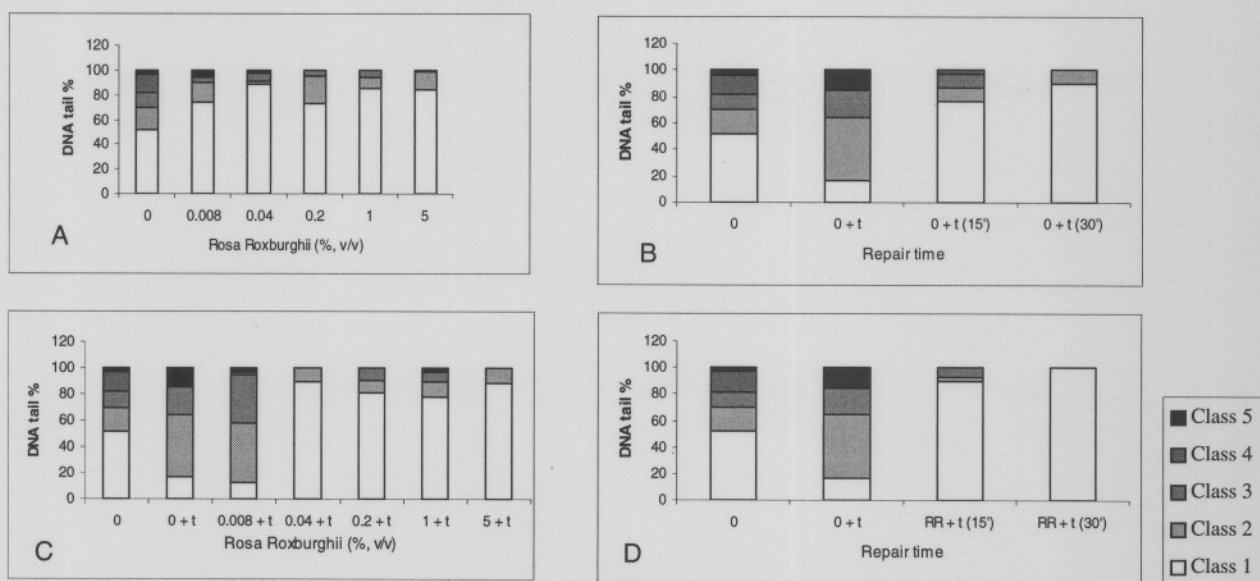 120
100
80
60
40
20
0
DNA tail %
0 0.008 0.04 0.2 1 5
Rosa Roxburghii (%, v/v)
A
120
100
80
60
40
20
0
DNA tail %
0 0 + t 0 + t (15') 0 + t (30')
Repair time
B
120
100
80
60
40
20
0
DNA tail %
0 0 + t 0.008 + t 0.04 + t 0.2 + t 1 + t 5 + t
Rosa Roxburghii (%, v/v)
C
120
100
80
60
40
20
0
DNA tail %
0 0 + t RR + t (15') RR + t (30')
Repair time
D
Class 5
Class 4
Class 3
Class 2
Class 1